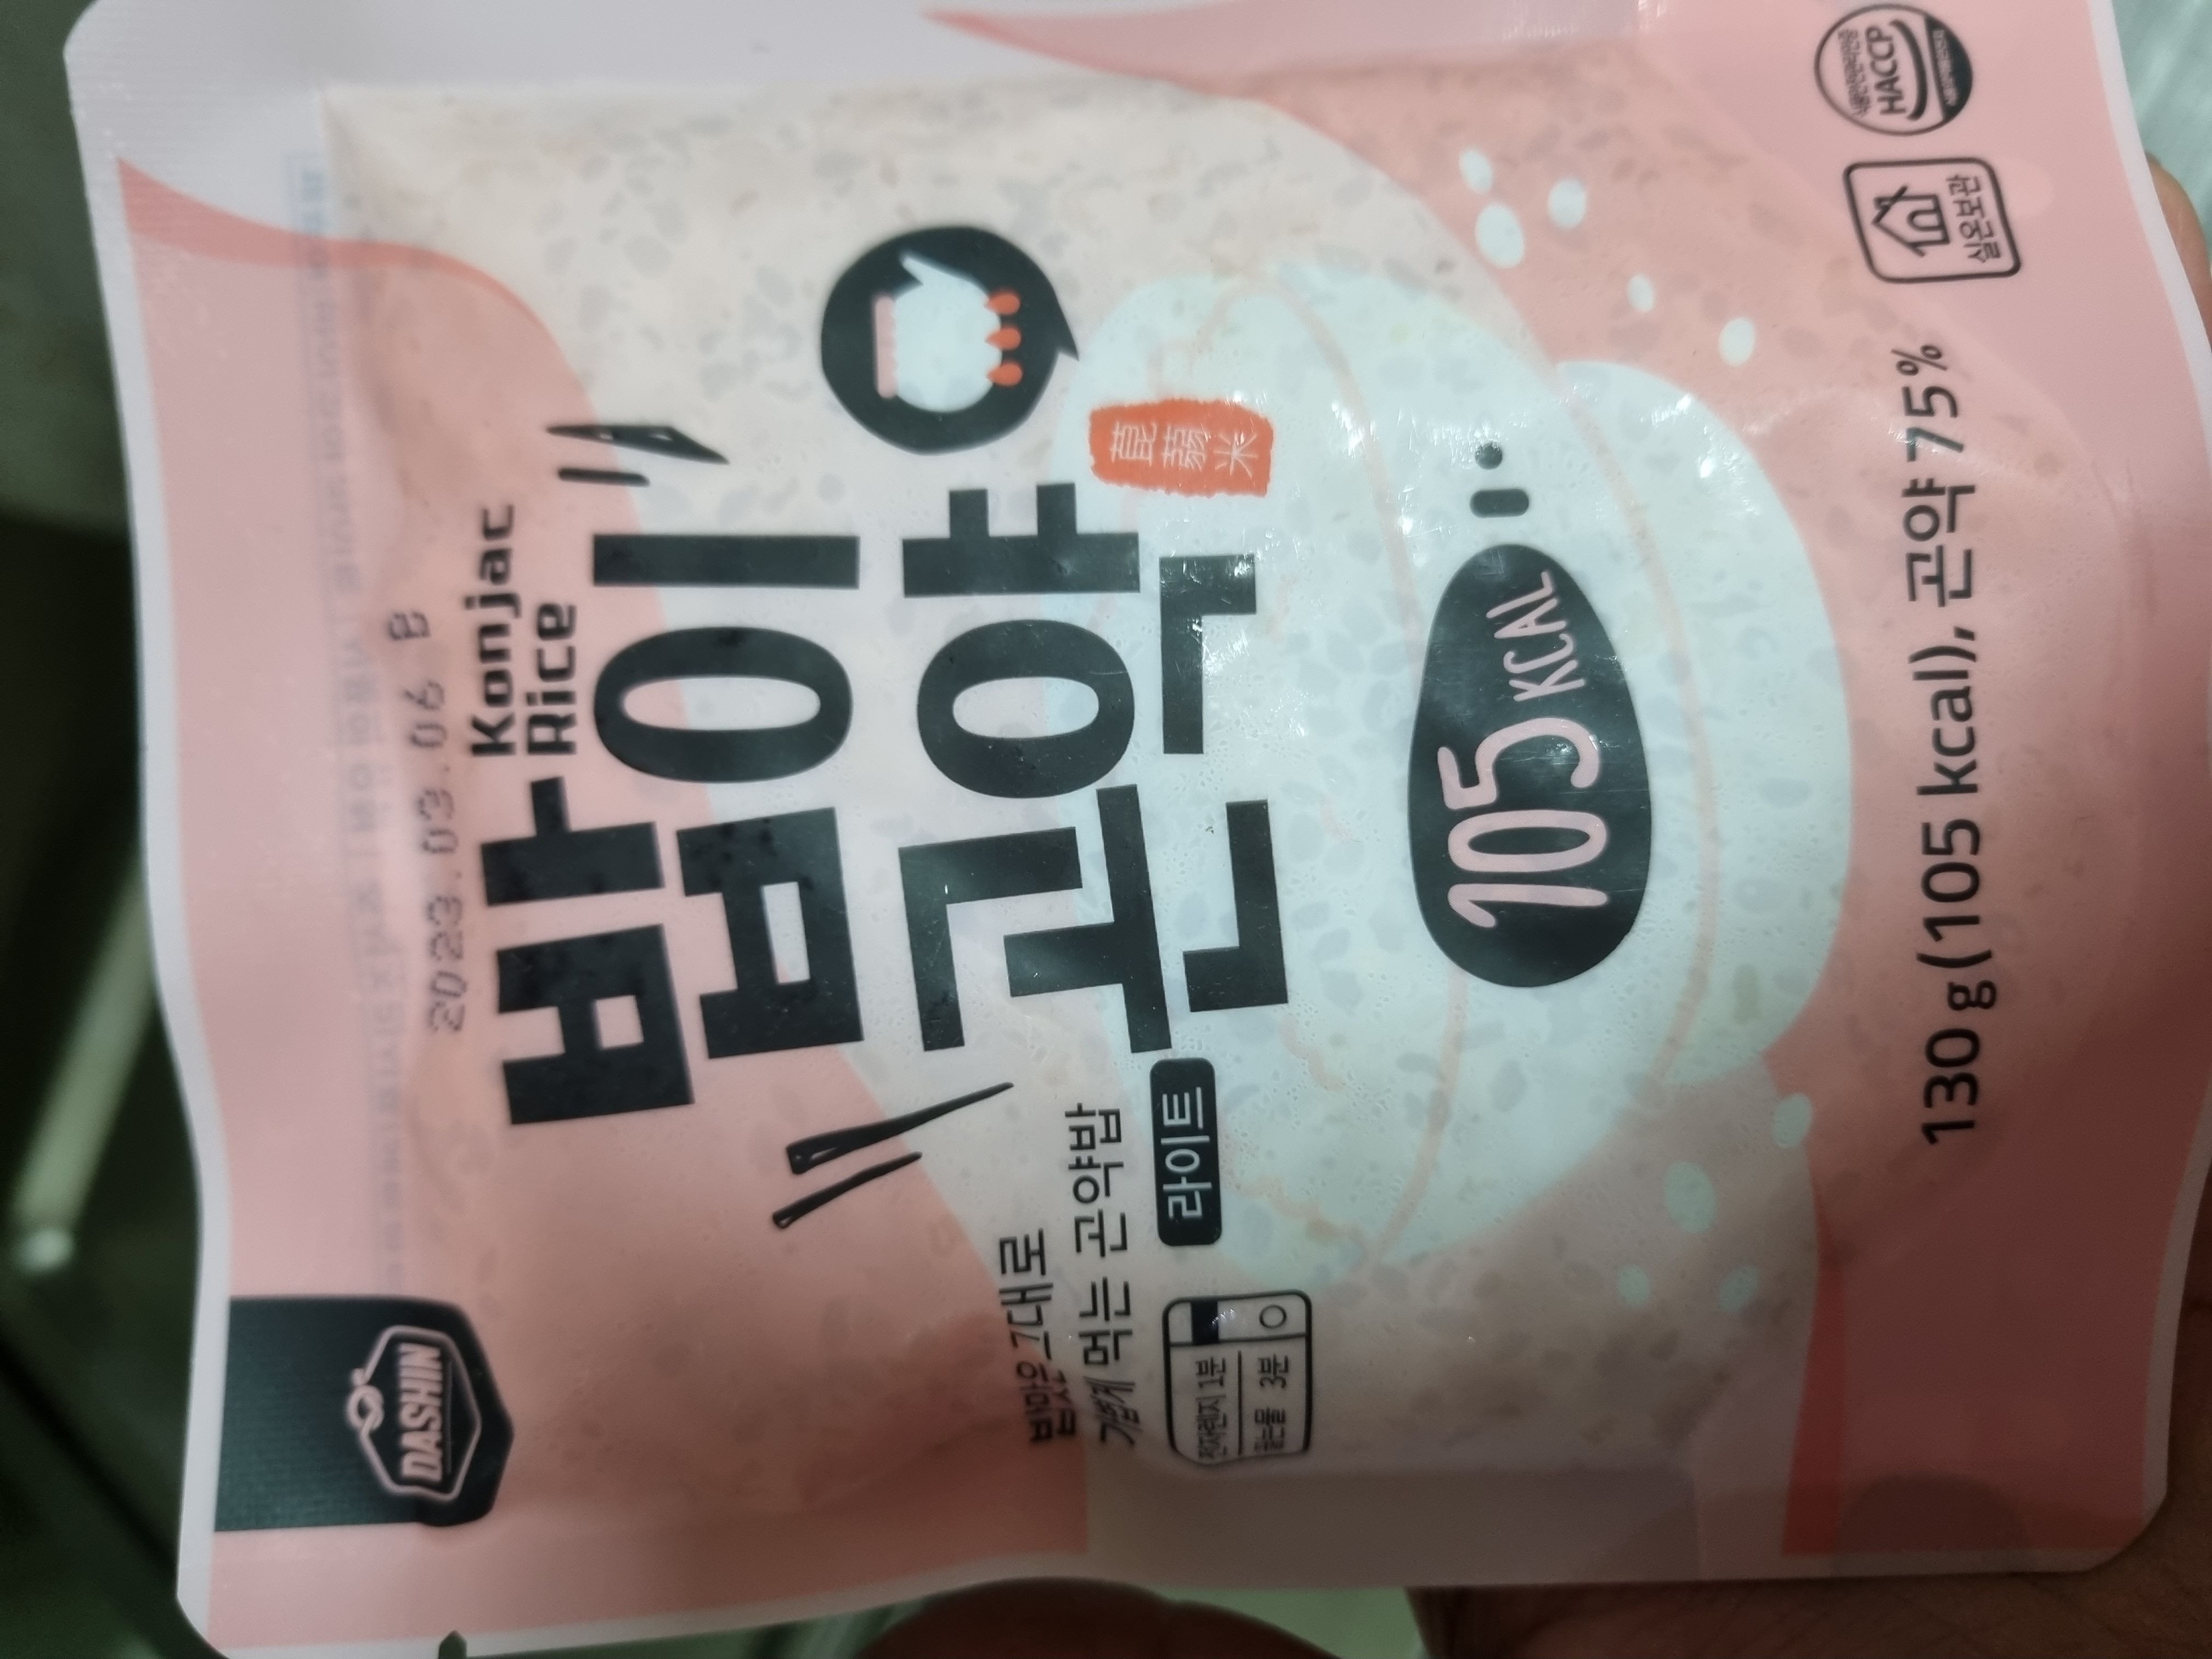 DASHIN
2023.03.06 B
Konjac
Rice
밥이
곤약
蒟蒻
米
밥맛은 그대로
가볍게 먹는 곤약밥
라이트
전자레인지 1분
끓는물 3분
105 KCAL
130 g (105 kcal), 곤약 75%
실온보관
HACCP